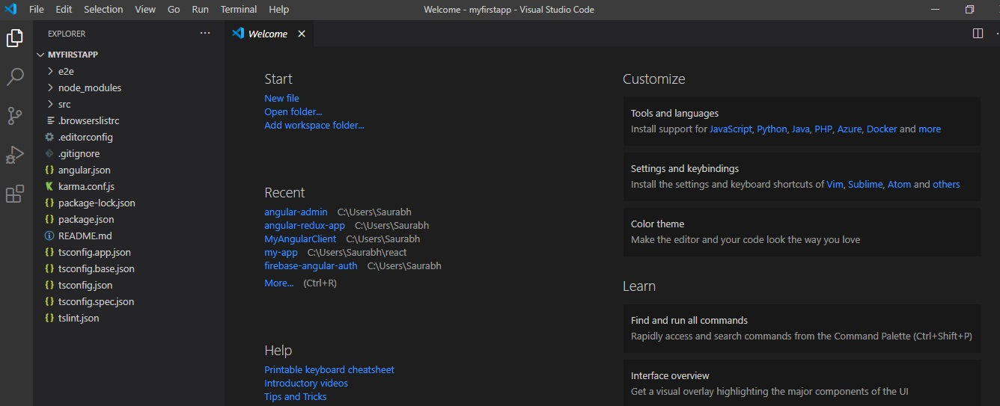 File Edit Selection View Go Run Terminal Help Welcome - myfirstapp - Visual Studio Code
EXPLORER ···
MYFIRSTAPP
e2e
node_modules
src
.browserslistrc
.editorconfig
.gitignore
angular.json
karma.conf.js
package-lock.json
package.json
README.md
tsconfig.app.json
tsconfig.base.json
tsconfig.json
tsconfig.spec.json
tslint.json
Welcome
Start
New file
Open folder...
Add workspace folder...
Recent
angular-admin C:\Users\Saurabh
angular-redux-app C:\Users\Saurabh
MyAngularClient C:\Users\Saurabh
my-app C:\Users\Saurabh\react
firebase-angular-auth C:\Users\Saurabh
More... (Ctrl+R)
Help
Printable keyboard cheatsheet
Introductory videos
Tips and Tricks
Customize
Tools and languages
Install support for JavaScript, Python, Java, PHP, Azure, Docker and more
Settings and keybindings
Install the settings and keyboard shortcuts of Vim, Sublime, Atom and others
Color theme
Make the editor and your code look the way you love
Learn
Find and run all commands
Rapidly access and search commands from the Command Palette (Ctrl+Shift+P)
Interface overview
Get a visual overlay highlighting the major components of the UI